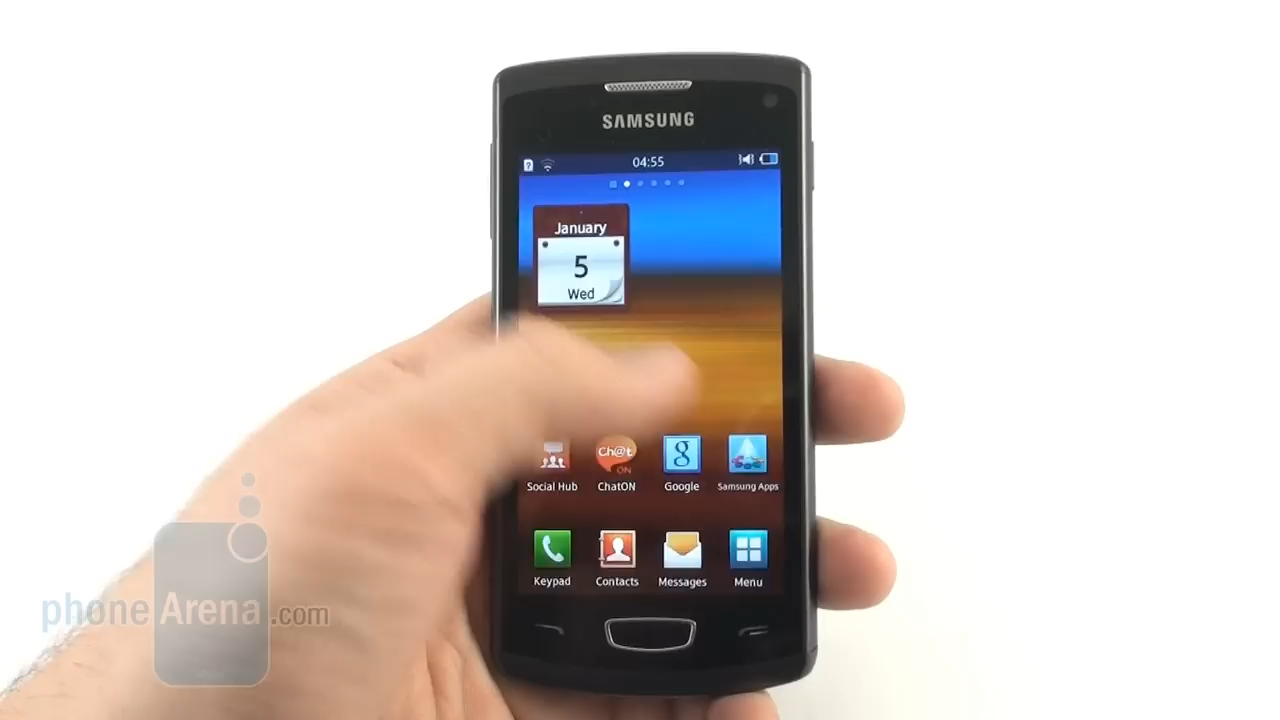 SAMSUNG
04:55
January
5
Wed
Ch@t
ON
g
Social Hub ChatON Google Samsung Apps
Keypad Contacts Messages Menu
phoneArena.com